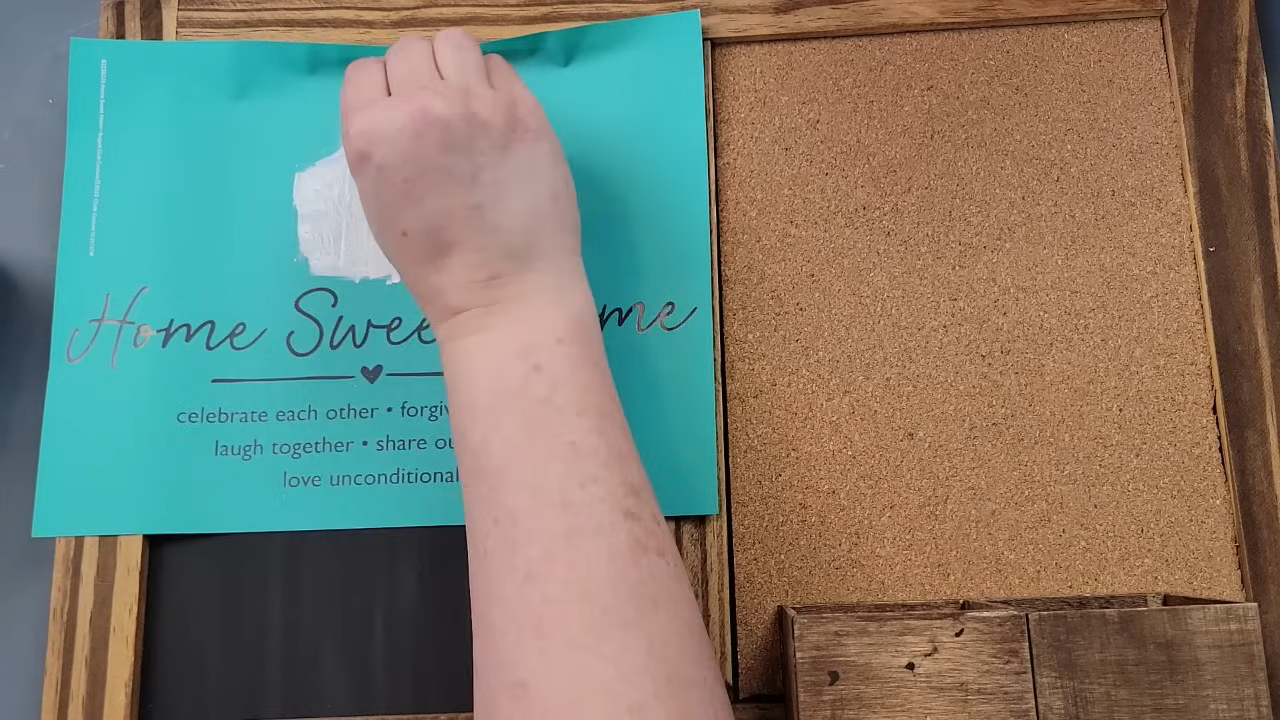 Home Swee me
celebrate each other • forgiv
laugh together • share ou
love unconditional